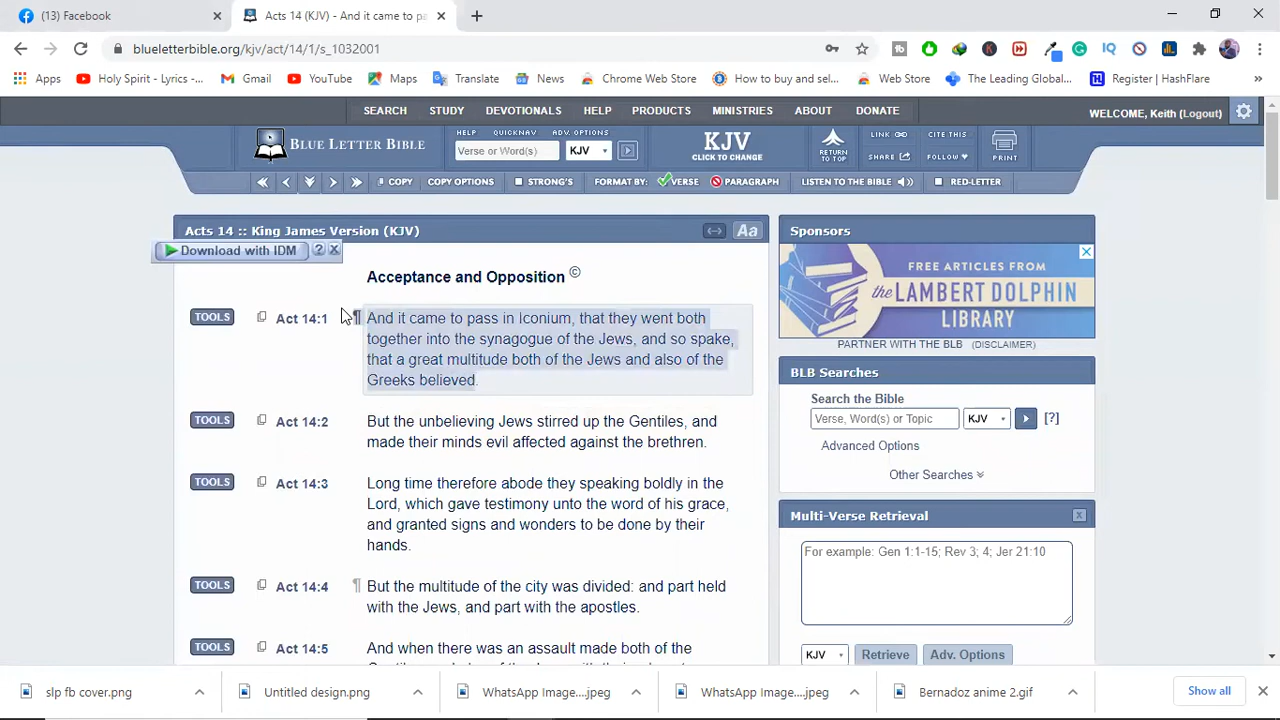 (13) Facebook
Acts 14 (KJV) - And it came to pa
blueletterbible.org/kjv/act/14/1/s_1032001
Apps
Holy Spirit - Lyrics -...
Gmail
YouTube
Maps
Translate
News
Chrome Web Store
How to buy and sel...
Web Store
The Leading Global...
Register | HashFlare
»
SEARCH
STUDY
DEVOTIONALS
HELP
PRODUCTS
MINISTRIES
ABOUT
DONATE
WELCOME, Keith (Logout)
BLUE LETTER BIBLE
HELP QUICKNAV ADV. OPTIONS
Verse or Word(s)
KJV
KJV
CLICK TO CHANGE
RETURN
TO TOP
LINK
CITE THIS
SHARE
FOLLOW
PRINT
COPY
COPY OPTIONS
STRONG'S
FORMAT BY:
VERSE
PARAGRAPH
LISTEN TO THE BIBLE
RED-LETTER
Acts 14 :: King James Version (KJV)
Aa
Download with IDM
?
Acceptance and Opposition ©
TOOLS
Act 14:1
¶ And it came to pass in Iconium, that they went both
together into the synagogue of the Jews, and so spake,
that a great multitude both of the Jews and also of the
Greeks believed.
TOOLS
Act 14:2
But the unbelieving Jews stirred up the Gentiles, and
made their minds evil affected against the brethren.
TOOLS
Act 14:3
Long time therefore abode they speaking boldly in the
Lord, which gave testimony unto the word of his grace,
and granted signs and wonders to be done by their
hands.
TOOLS
Act 14:4
¶ But the multitude of the city was divided: and part held
with the Jews, and part with the apostles.
TOOLS
Act 14:5
And when there was an assault made both of the
Sponsors
FREE ARTICLES FROM
the LAMBERT DOLPHIN
LIBRARY
PARTNER WITH THE BLB (DISCLAIMER)
BLB Searches
Search the Bible
Verse, Word(s) or Topic
KJV
[?]
Advanced Options
Other Searches
Multi-Verse Retrieval
x
For example: Gen 1:1-15; Rev 3; 4; Jer 21:10
KJV
Retrieve
Adv. Options
slp fb cover.png
Untitled design.png
WhatsApp Image....jpeg
WhatsApp Image....jpeg
Bernadoz anime 2.gif
Show all